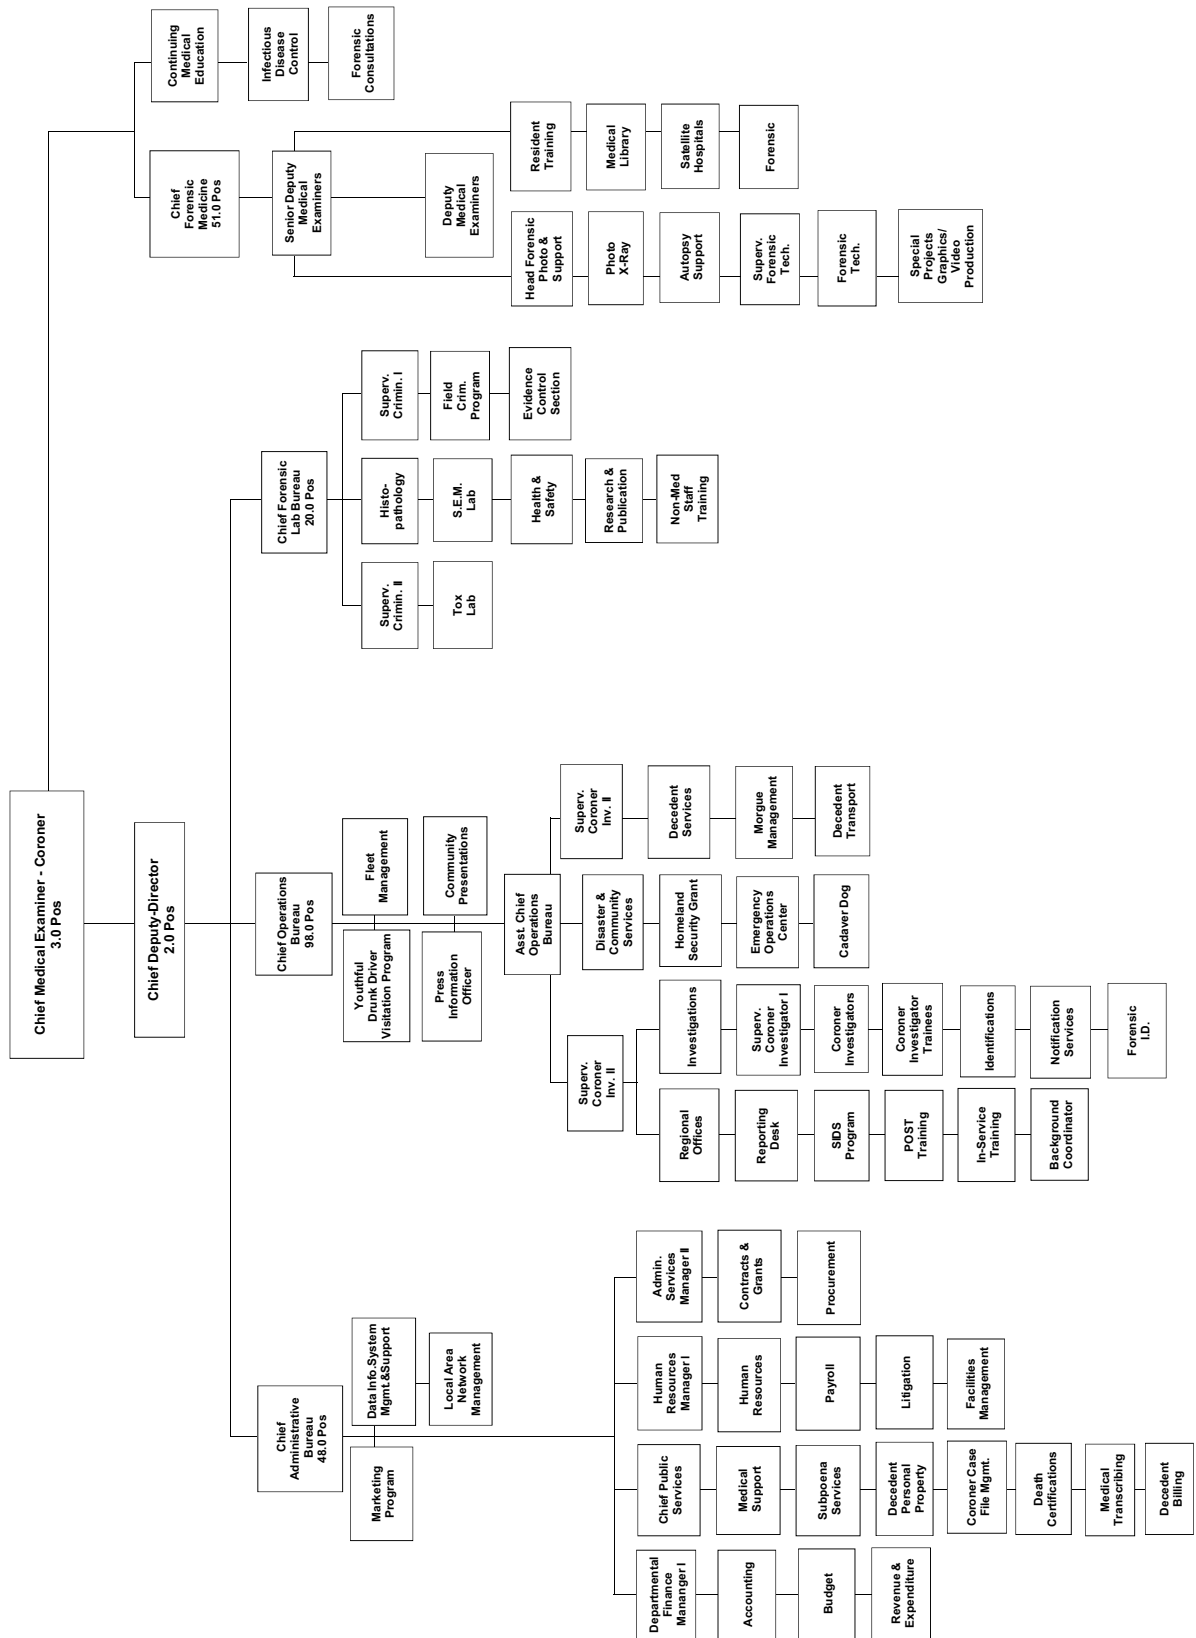 Chief Medical Examiner - Coroner
3.0 Pos
Chief Deputy-Director
2.0 Pos
Chief
Administrative
Bureau
48.0 Pos
Marketing
Program
Data Info.System
Mgmt.&Support
Local Area
Network
Management
Departmental
Finance
Mananger I
Accounting
Budget
Revenue &
Expenditure
Chief Public
Services
Medical
Support
Subpoena
Services
Decedent
Personal
Property
Coroner Case
File Mgmt.
Death
Certifications
Medical
Transcribing
Decedent
Billing
Human
Resources
Manager I
Human
Resources
Payroll
Litigation
Facilities
Management
Admin.
Services
Manager II
Contracts &
Grants
Procurement
Chief Operations
Bureau
98.0 Pos
Youthful
Drunk Driver
Visitation Program
Fleet
Management
Press
Information
Officer
Community
Presentations
Asst. Chief
Operations
Bureau
Superv.
Coroner
Inv. II
Regional
Offices
Reporting
Desk
SIDS
Program
POST
Training
In-Service
Training
Background
Coordinator
Investigations
Superv.
Coroner
Investigator I
Coroner
Investigators
Coroner
Investigator
Trainees
Identifications
Notification
Services
Forensic
I.D.
Disaster &
Community
Services
Homeland
Security Grant
Emergency
Operations
Center
Cadaver Dog
Superv.
Coroner
Inv. II
Decedent
Services
Morgue
Management
Decedent
Transport
Chief Forensic
Lab Bureau
20.0 Pos
Superv.
Crimin. II
Tox
Lab
Histo-
pathology
S.E.M.
Lab
Health &
Safety
Research &
Publication
Non-Med
Staff
Training
Superv.
Crimin. I
Field
Crim.
Program
Evidence
Control
Section
Chief
Forensic
Medicine
51.0 Pos
Senior Deputy
Medical
Examiners
Head Forensic
Photo &
Support
Photo
X-Ray
Autopsy
Support
Superv.
Forensic
Tech.
Forensic
Tech.
Special
Projects
Graphics/
Video
Production
Deputy
Medical
Examiners
Resident
Training
Medical
Library
Satellite
Hospitals
Forensic
Continuing
Medical
Education
Infectious
Disease
Control
Forensic
Consultations